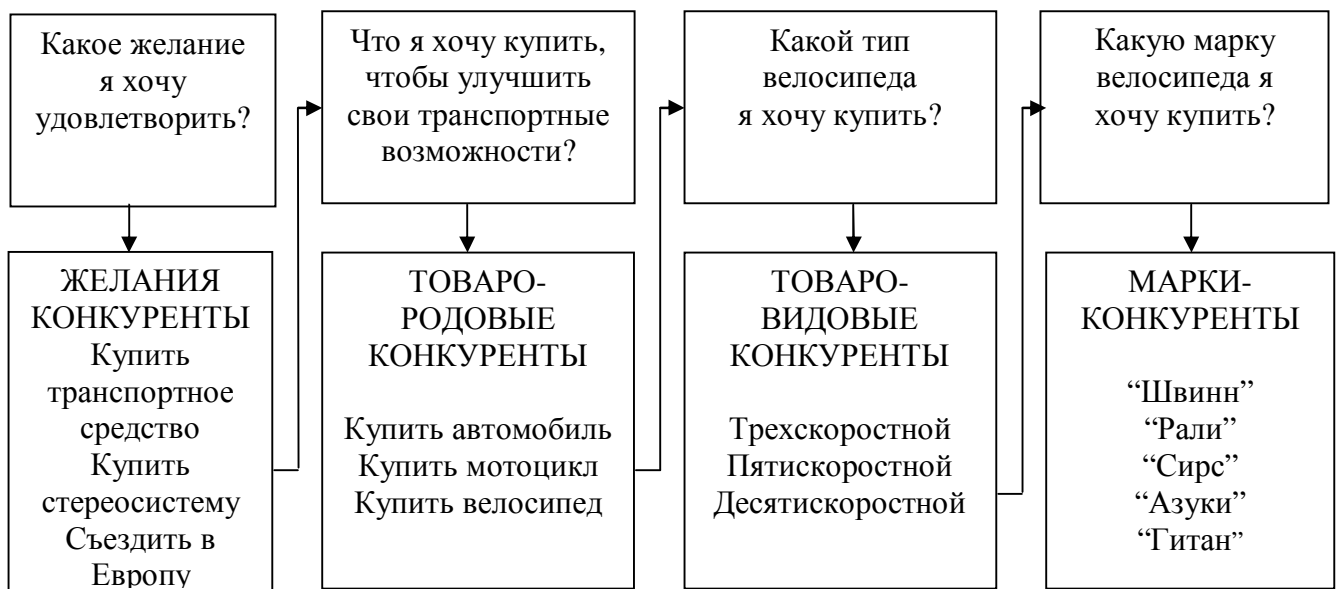 Какое желание
я хочу
удовлетворить?
Что я хочу купить,
чтобы улучшить
свои транспортные
возможности?
Какой тип
велосипеда
я хочу купить?
Какую марку
велосипеда я
хочу купить?
ЖЕЛАНИЯ
КОНКУРЕНТЫ
Купить
транспортное
средство
Купить
стереосистему
Съездить в
Европу
ТОВАРО-
РОДОВЫЕ
КОНКУРЕНТЫ
Купить автомобиль
Купить мотоцикл
Купить велосипед
ТОВАРО-
ВИДОВЫЕ
КОНКУРЕНТЫ
Трехскоростной
Пятискоростной
Десятискоростной
МАРКИ-
КОНКУРЕНТЫ
“Швинн”
“Рали”
“Сирс”
“Азуки”
“Гитан”